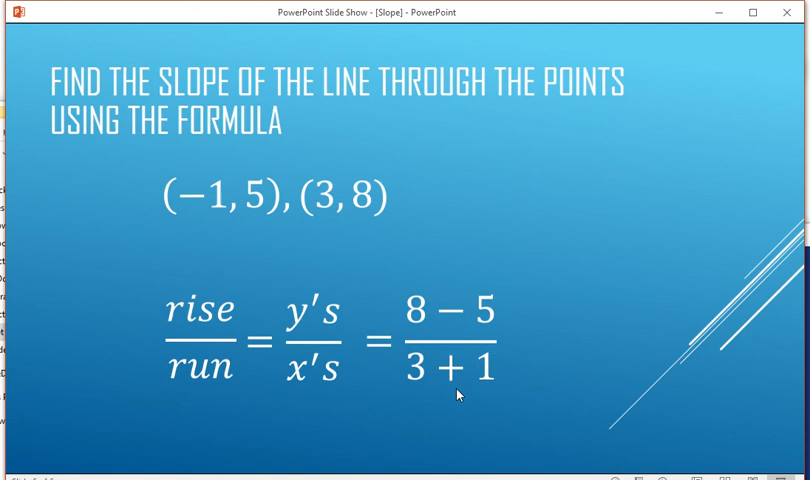 PowerPoint Slide Show - [Slope] - PowerPoint
FIND THE SLOPE OF THE LINE THROUGH THE POINTS
USING THE FORMULA
(−1, 5), (3, 8)
rise/run = y's/x's = (8 − 5)/(3 + 1)